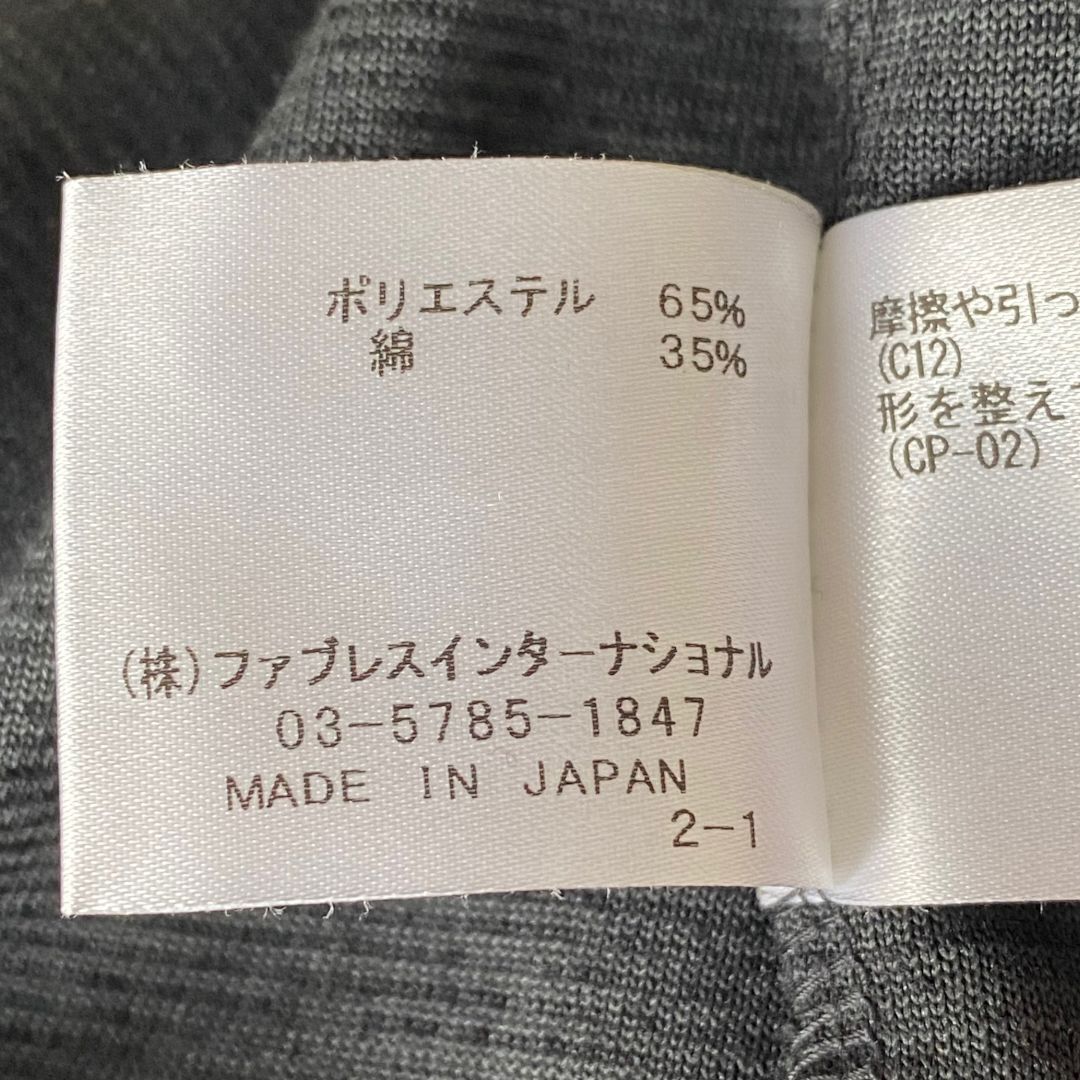 ポリエステル 65%
綿 35%
(株)ファブレスインターナショナル
03-5785-1847
MADE IN JAPAN
2-1
摩擦や引っ
(C12)
形を整えて
(CP-02)